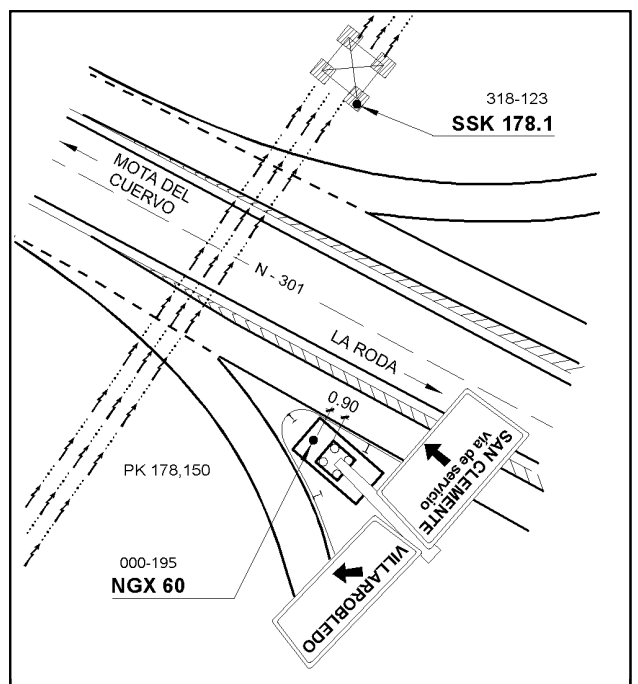 318-123
SSK 178.1
MOTA DEL
CUERVO
N - 301
LA RODA
0.90
SAN CLEMENTE
via de servicio
PK 178,150
000-195
NGX 60
VILLARROBLEDO